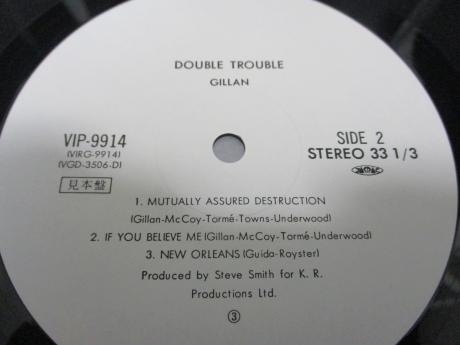 DOUBLE TROUBLE
GILLAN
VIP-9914
(VIRG-9914)
(VGD-3506-D)
見本盤
SIDE 2
STEREO 33 1/3
1. MUTUALLY ASSURED DESTRUCTION
(Gillan-McCoy-Tormé-Towns-Underwood)
2. IF YOU BELIEVE ME (Gillan-McCoy-Tormé-Underwood)
3. NEW ORLEANS (Guida-Royster)
Produced by Steve Smith for K. R.
Productions Ltd.
③